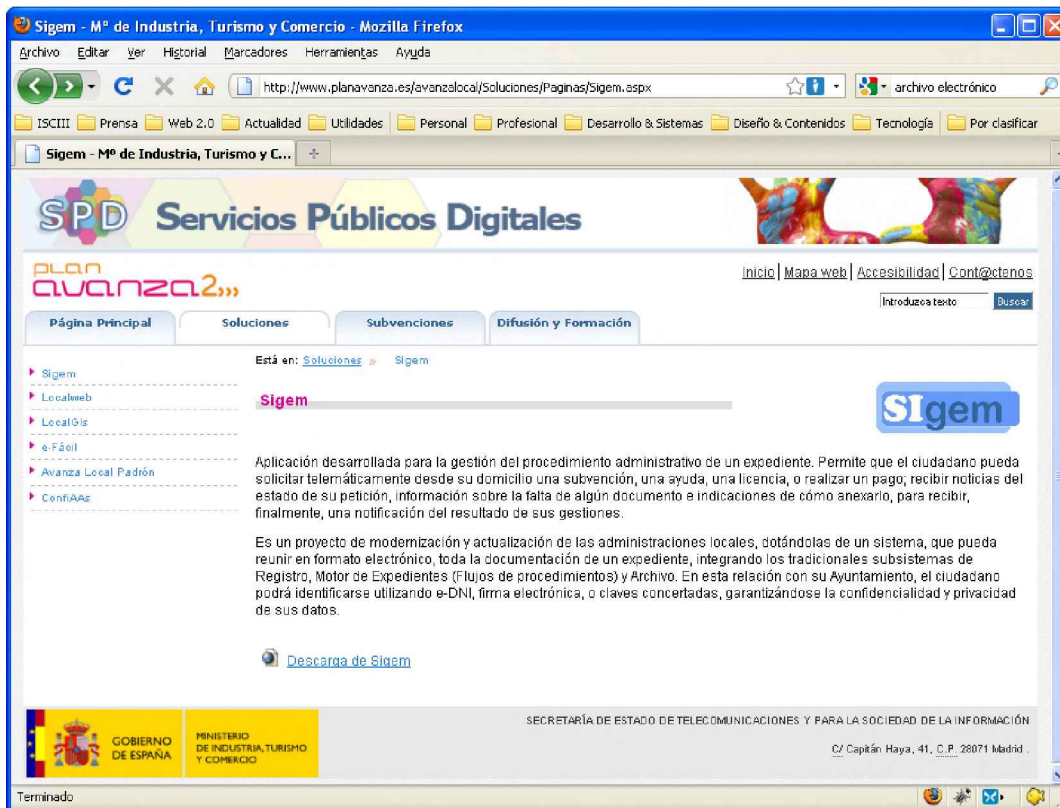 Sigem - Mº de Industria, Turismo y Comercio - Mozilla Firefox
Archivo Editar Ver Historial Marcadores Herramientas Ayuda
http://www.planavanza.es/avanzalocal/Soluciones/Paginas/Sigem.aspx
archivo electrónico
ISCIII Prensa Web 2.0 Actualidad Utilidades Personal Profesional Desarrollo & Sistemas Diseño & Contenidos Tecnología Por clasificar
Sigem - Mº de Industria, Turismo y C...
SPD Servicios Públicos Digitales
PLan avanza2
Inicio | Mapa web | Accesibilidad | Cont@ctenos
Introduzca texto Buscar
Página Principal Soluciones Subvenciones Difusión y Formación
Está en: Soluciones » Sigem
Sigem
Localweb
LocalGis
e-Fácil
Avanza Local Padrón
ConfiAAs
Sigem
SIgem
Aplicación desarrollada para la gestión del procedimiento administrativo de un expediente. Permite que el ciudadano pueda
solicitar telemáticamente desde su domicilio una subvención, una ayuda, una licencia, o realizar un pago; recibir noticias del
estado de su petición, información sobre la falta de algún documento e indicaciones de cómo anexarlo, para recibir,
finalmente, una notificación del resultado de sus gestiones.
Es un proyecto de modernización y actualización de las administraciones locales, dotándolas de un sistema, que pueda
reunir en formato electrónico, toda la documentación de un expediente, integrando los tradicionales subsistemas de
Registro, Motor de Expedientes (Flujos de procedimientos) y Archivo. En esta relación con su Ayuntamiento, el ciudadano
podrá identificarse utilizando e-DNI, firma electrónica, o claves concertadas, garantizándose la confidencialidad y privacidad
de sus datos.
Descarga de Sigem
GOBIERNO
DE ESPAÑA
MINISTERIO
DE INDUSTRIA, TURISMO
Y COMERCIO
SECRETARÍA DE ESTADO DE TELECOMUNICACIONES Y PARA LA SOCIEDAD DE LA INFORMACIÓN
C/ Capitán Haya, 41, C.P. 28071 Madrid .
Terminado